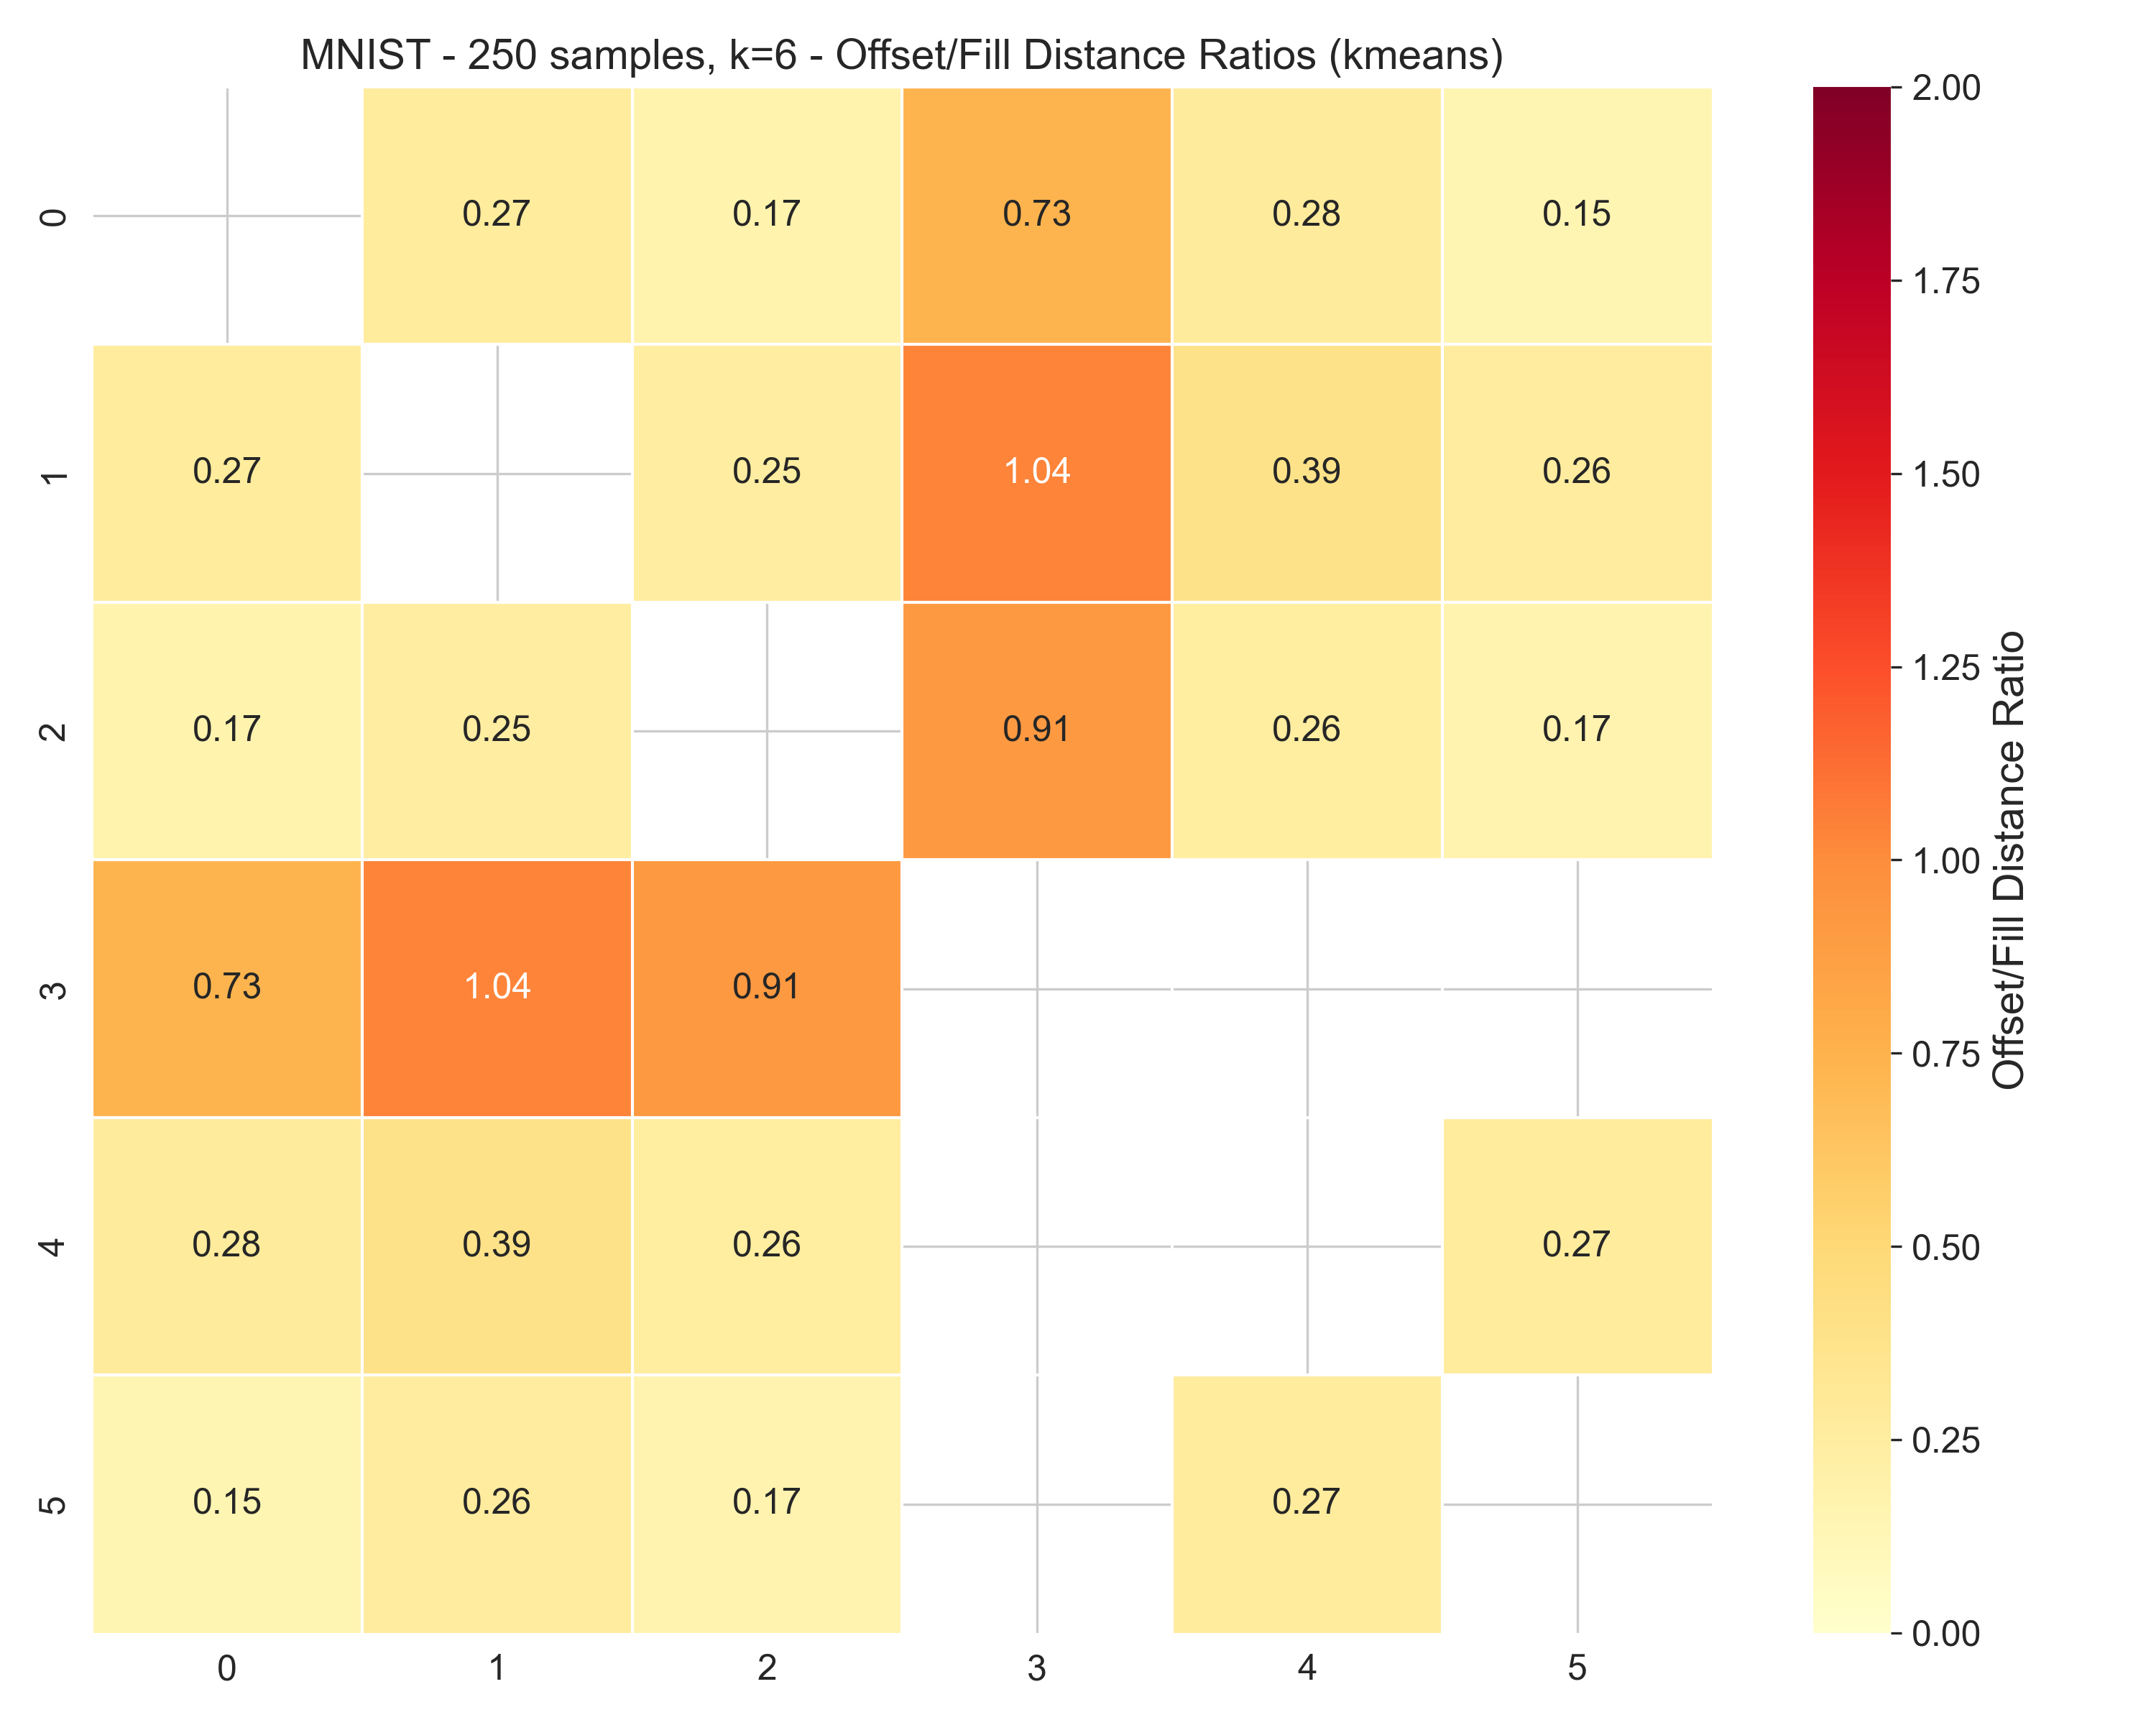 MNIST - 250 samples, k=6 - Offset/Fill Distance Ratios (kmeans)
0 0.27 0.17 0.73 0.28 0.15
1 0.27 0.25 1.04 0.39 0.26
2 0.17 0.25 0.91 0.26 0.17
3 0.73 1.04 0.91
4 0.28 0.39 0.26 0.27
5 0.15 0.26 0.17 0.27
0 1 2 3 4 5
2.00
1.75
1.50
1.25
1.00
0.75
0.50
0.25
0.00
Offset/Fill Distance Ratio